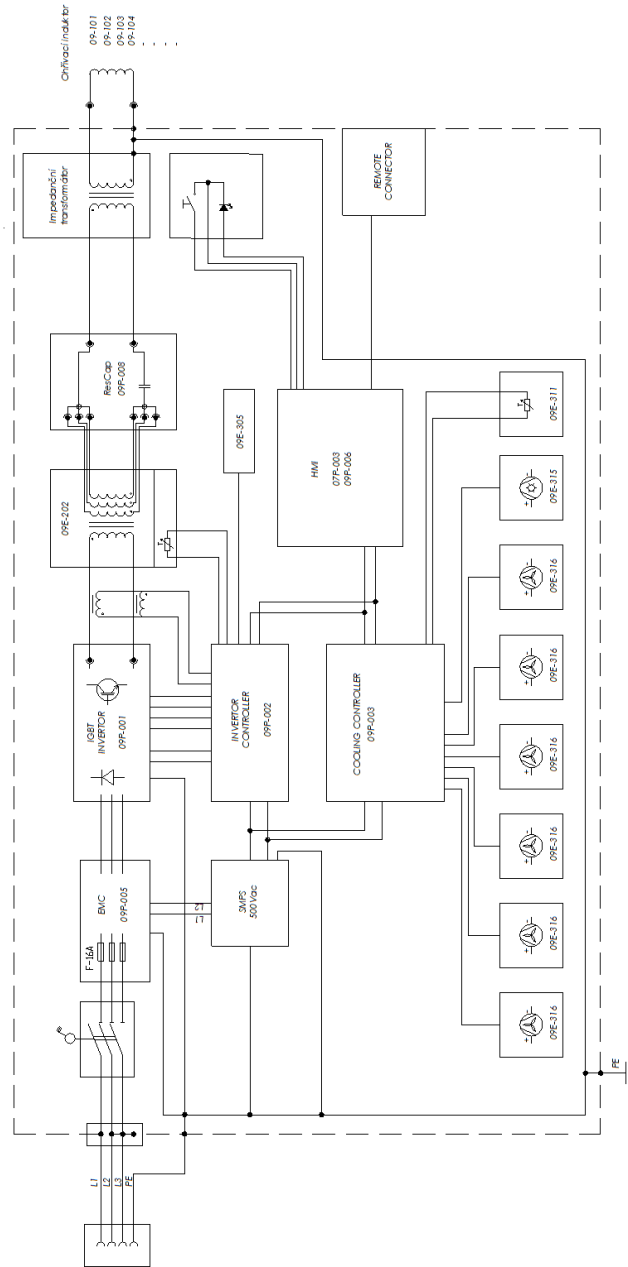 L1
L2
L3
PE
F-16A
EMC
09P-005
IGBT
INVERTOR
09P-001
09E-202
ResCap
09P-008
Impedanční
transformátor
Ohřívací induktor
09-101
09-102
09-103
09-104
-
-
-
-
L1
SMPS
500Vac
INVERTOR
CONTROLLER
09P-002
09E-305
HMI
07P-003
09P-006
REMOTE
CONNECTOR
COOLING CONTROLLER
09P-003
09E-316
09E-316
09E-316
09E-316
09E-316
09E-316
09E-315
09E-311
PE